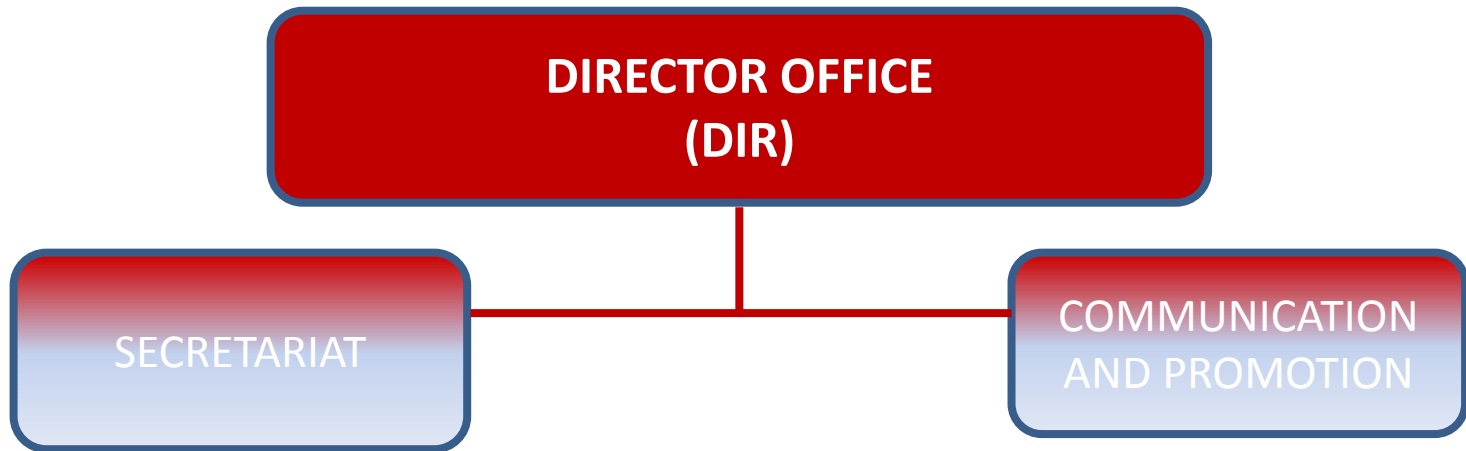 DIRECTOR OFFICE
(DIR)
SECRETARIAT
COMMUNICATION
AND PROMOTION